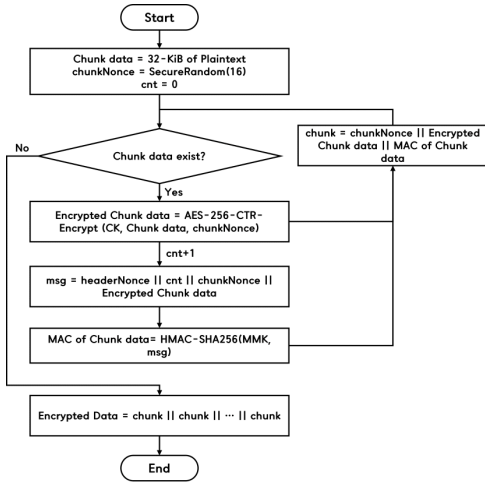 Start
Chunk data = 32-KiB of Plaintext
chunkNonce = SecureRandom(16)
cnt = 0
chunk = chunkNonce || Encrypted
Chunk data || MAC of Chunk
data
No
Chunk data exist?
Yes
Encrypted Chunk data = AES-256-CTR-
Encrypt (CK, Chunk data, chunkNonce)
cnt+1
msg = headerNonce || cnt || chunkNonce ||
Encrypted Chunk data
MAC of Chunk data= HMAC-SHA256(MMK,
msg)
Encrypted Data = chunk || chunk || ··· || chunk
End